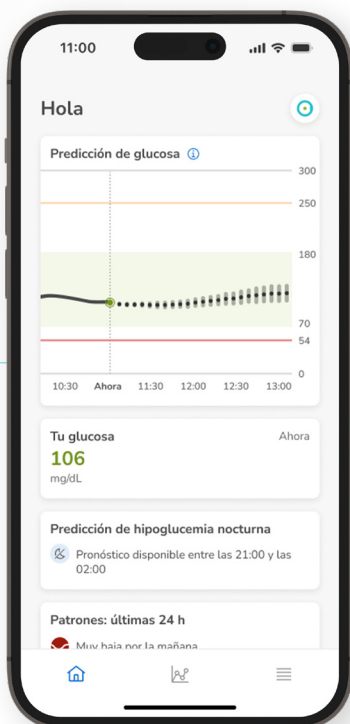 11:00
Hola
Predicción de glucosa
300
250
180
70
54
0
10:30 Ahora 11:30 12:00 12:30 13:00
Tu glucosa
Ahora
106
mg/dL
Predicción de hipoglucemia nocturna
Pronóstico disponible entre las 21:00 y las
02:00
Patrones: últimas 24 h
Muy baja por la mañana